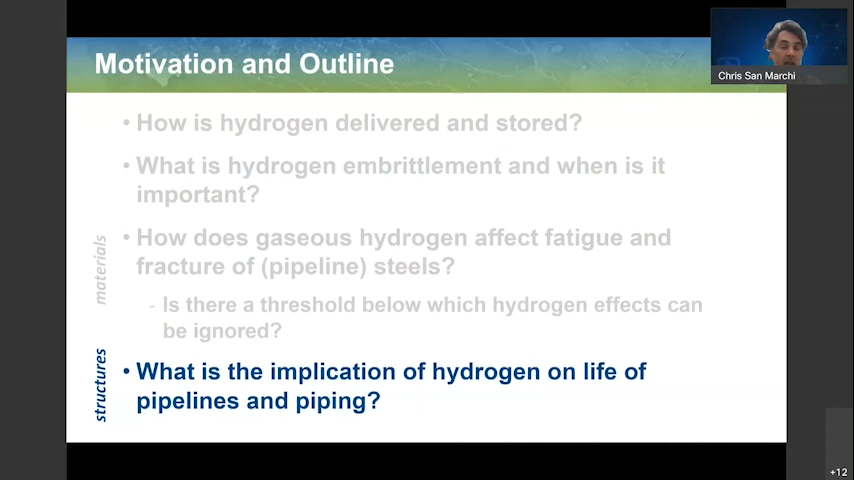 Motivation and Outline
Chris San Marchi
• How is hydrogen delivered and stored?
• What is hydrogen embrittlement and when is it
important?
materials
• How does gaseous hydrogen affect fatigue and
fracture of (pipeline) steels?
- Is there a threshold below which hydrogen effects can
be ignored?
structures
• What is the implication of hydrogen on life of
pipelines and piping?
+12